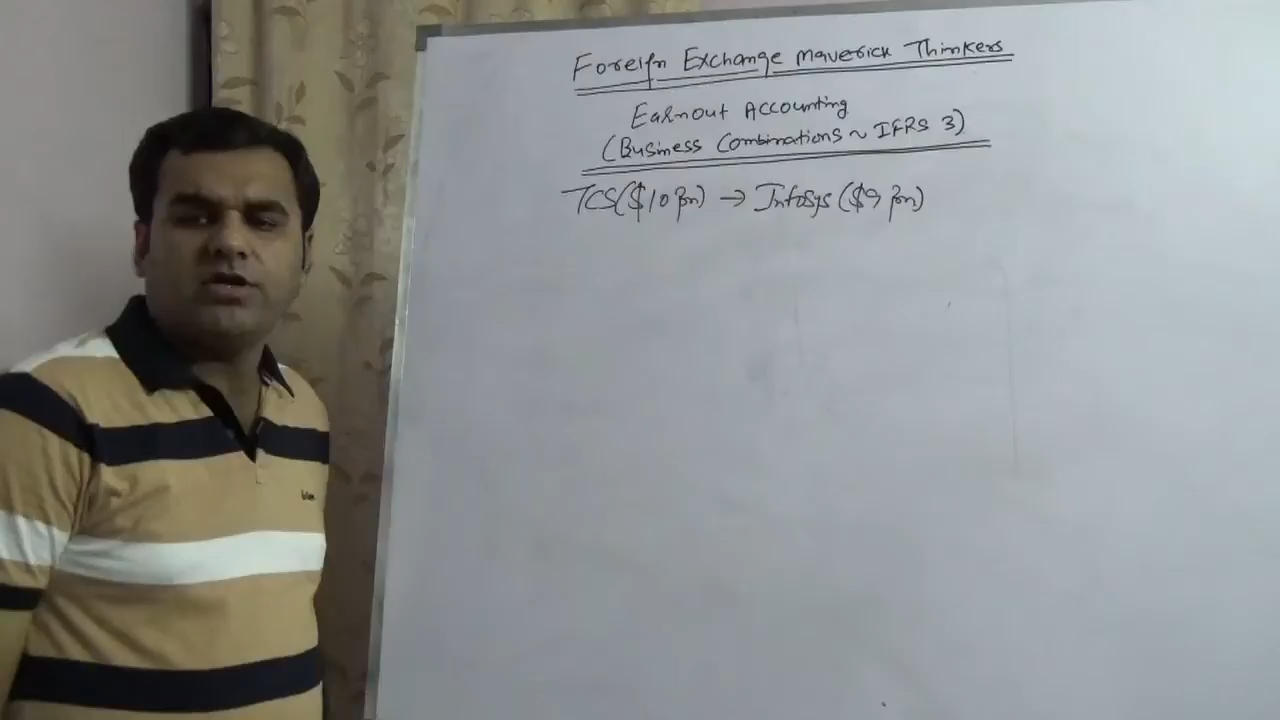 Foreign Exchange Maverick Thinkers
Earnout Accounting
(Business Combinations ~ IFRS 3)
TCS($10 Bn) → Infosys ($9 Bn)